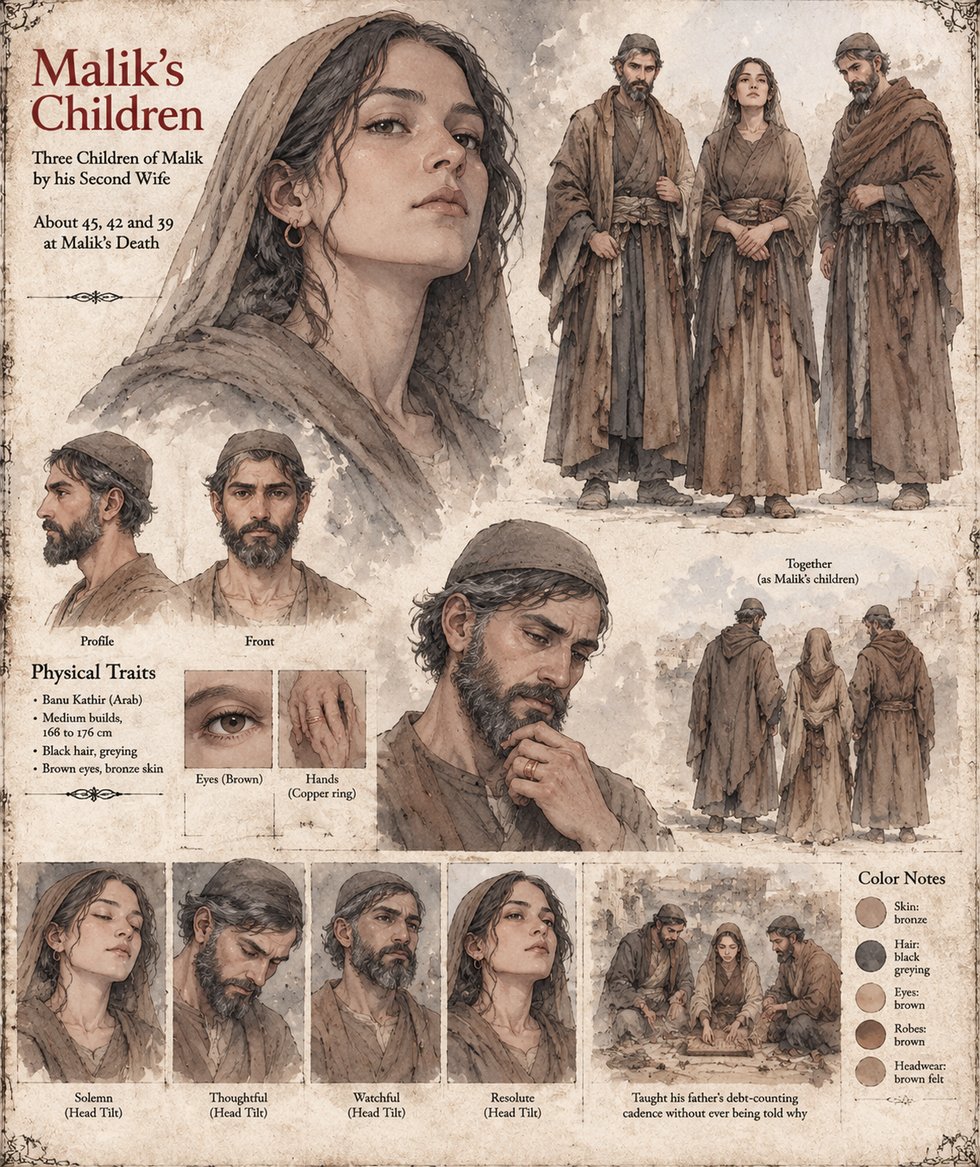 Malik's
Children
Three Children of Malik
by his Second Wife
About 45, 42 and 39
at Malik's Death
Together
(as Malik's children)
Profile
Front
Physical Traits
• Banu Kathir (Arab)
• Medium builds,
168 to 176 cm
• Black hair, greying
• Brown eyes, bronze skin
Eyes (Brown)
Hands
(Copper ring)
Solemn
(Head Tilt)
Thoughtful
(Head Tilt)
Watchful
(Head Tilt)
Resolute
(Head Tilt)
Taught his father's debt-counting
cadence without ever being told why
Color Notes
Skin:
bronze
Hair:
black
greying
Eyes:
brown
Robes:
brown
Headwear:
brown felt